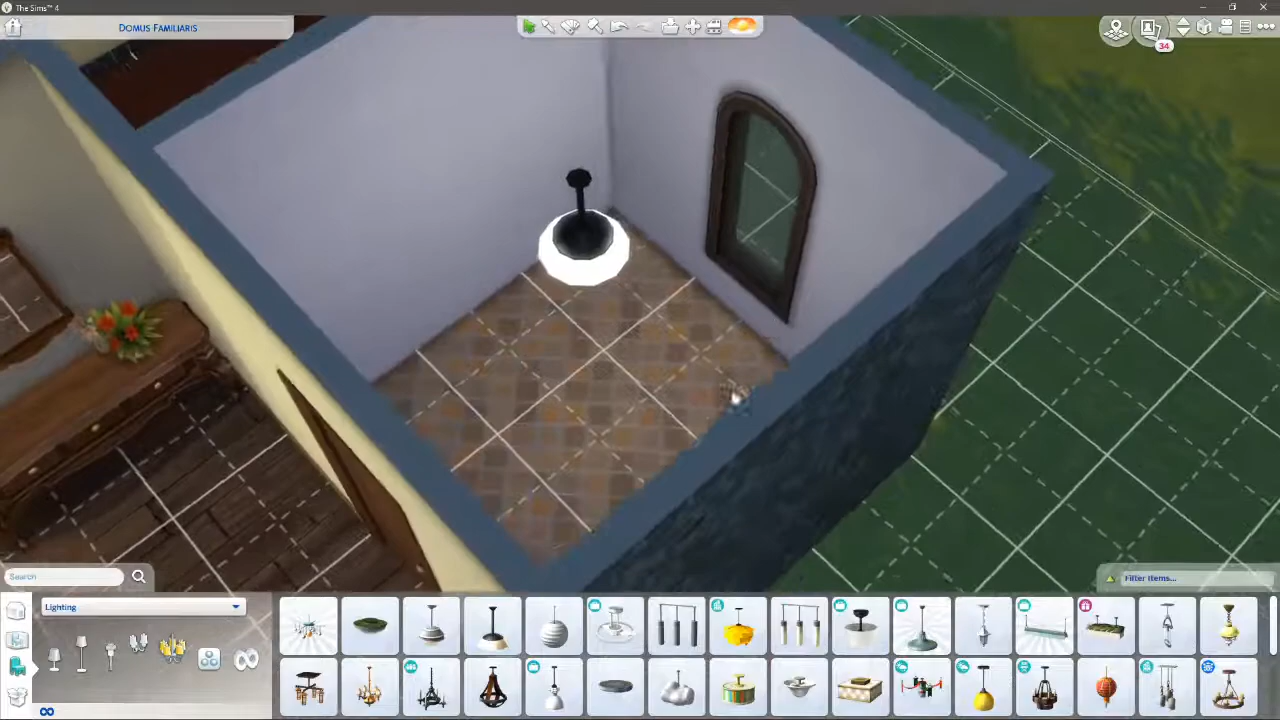 The Sims™ 4
DOMUS FAMILIARIS
34
Search
Filter Items...
Lighting